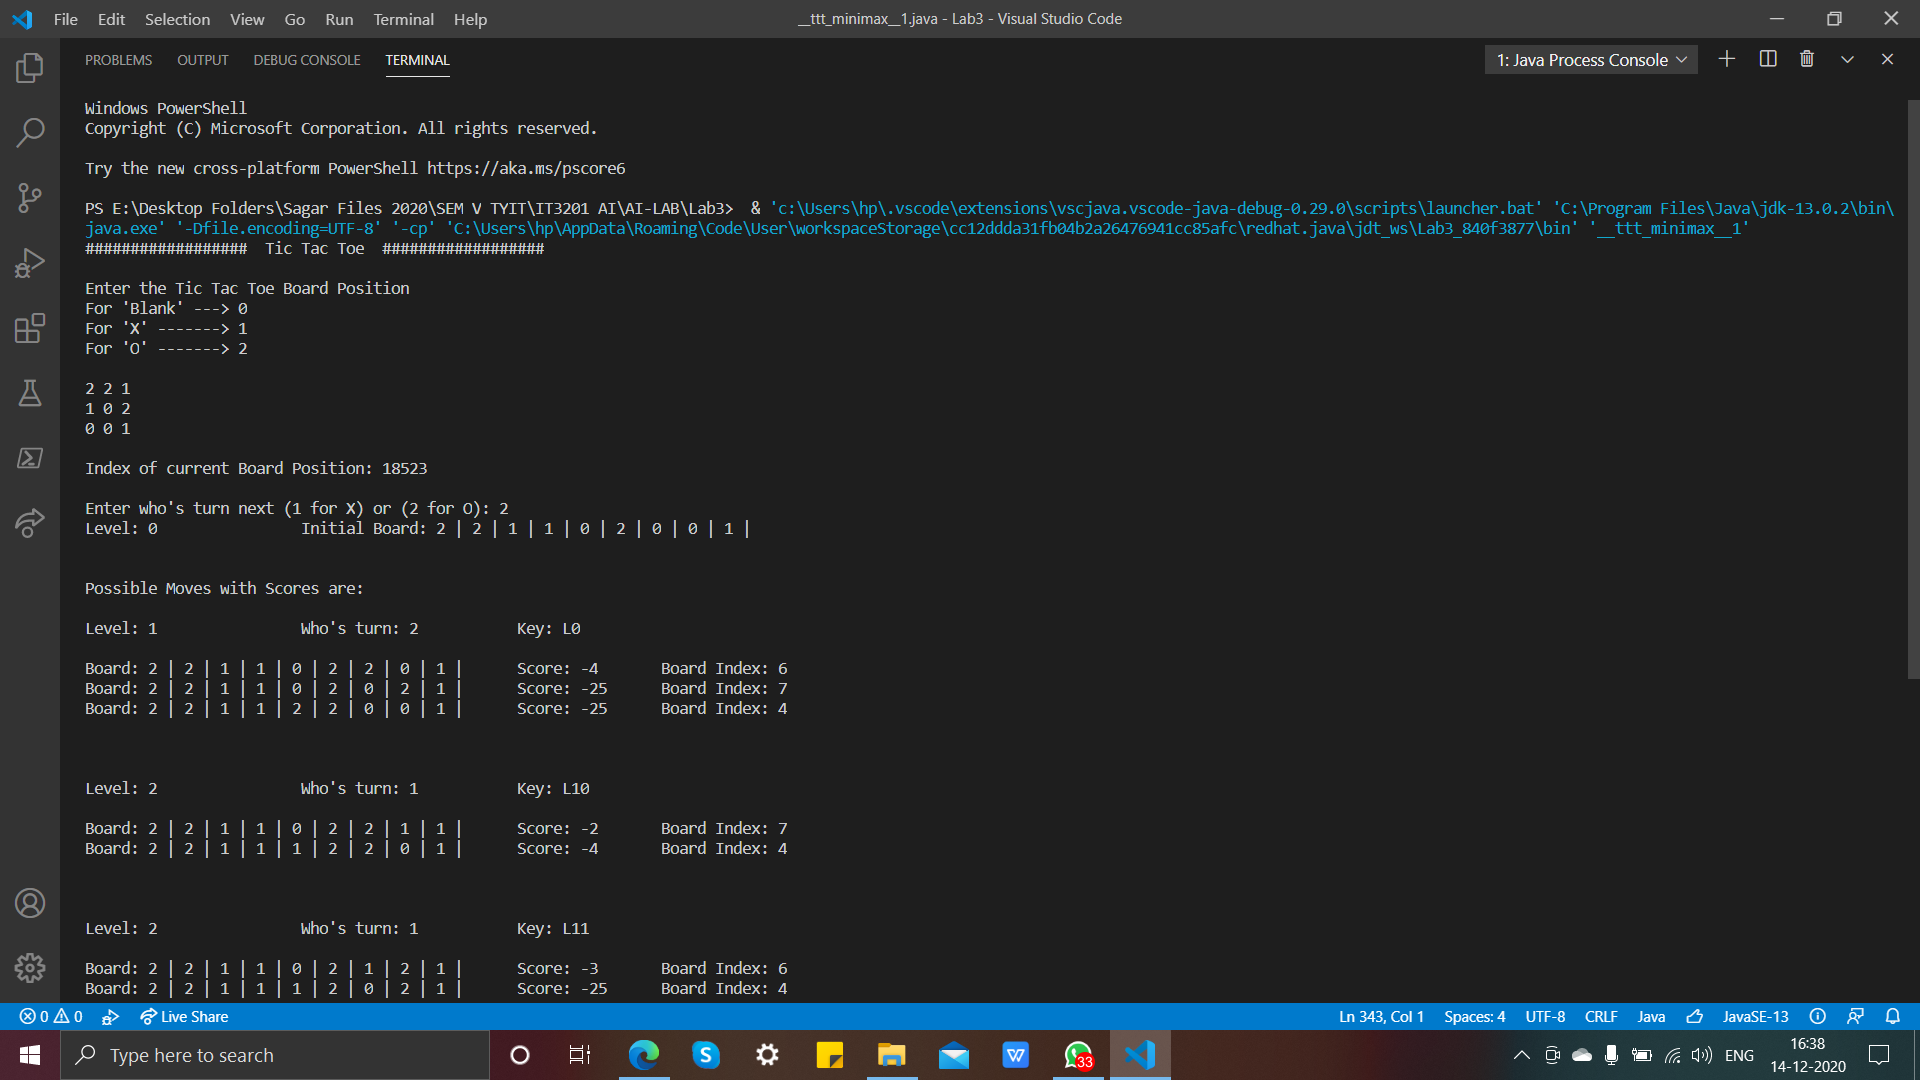 File Edit Selection View Go Run Terminal Help __ttt_minimax__1.java - Lab3 - Visual Studio Code
PROBLEMS OUTPUT DEBUG CONSOLE TERMINAL 1: Java Process Console
Windows PowerShell
Copyright (C) Microsoft Corporation. All rights reserved.
Try the new cross-platform PowerShell https://aka.ms/pscore6
PS E:\Desktop Folders\Sagar Files 2020\SEM V TYIT\IT3201 AI\AI-LAB\Lab3>  & 'c:\Users\hp\.vscode\extensions\vscjava.vscode-java-debug-0.29.0\scripts\launcher.bat' 'C:\Program Files\Java\jdk-13.0.2\bin\
java.exe' '-Dfile.encoding=UTF-8' '-cp' 'C:\Users\hp\AppData\Roaming\Code\User\workspaceStorage\cc12ddda31fb04b2a26476941cc85afc\redhat.java\jdt_ws\Lab3_840f3877\bin' '__ttt_minimax__1'
##################  Tic Tac Toe  ##################
Enter the Tic Tac Toe Board Position
For 'Blank' ---> 0
For 'X' -------> 1
For 'O' -------> 2
2 2 1
1 0 2
0 0 1
Index of current Board Position: 18523
Enter who's turn next (1 for X) or (2 for O): 2
Level: 0 Initial Board: 2 | 2 | 1 | 1 | 0 | 2 | 0 | 0 | 1 |
Possible Moves with Scores are:
Level: 1 Who's turn: 2 Key: L0
Board: 2 | 2 | 1 | 1 | 0 | 2 | 2 | 0 | 1 | Score: -4 Board Index: 6
Board: 2 | 2 | 1 | 1 | 0 | 2 | 0 | 2 | 1 | Score: -25 Board Index: 7
Board: 2 | 2 | 1 | 1 | 2 | 2 | 0 | 0 | 1 | Score: -25 Board Index: 4
Level: 2 Who's turn: 1 Key: L10
Board: 2 | 2 | 1 | 1 | 0 | 2 | 2 | 1 | 1 | Score: -2 Board Index: 7
Board: 2 | 2 | 1 | 1 | 1 | 2 | 2 | 0 | 1 | Score: -4 Board Index: 4
Level: 2 Who's turn: 1 Key: L11
Board: 2 | 2 | 1 | 1 | 0 | 2 | 1 | 2 | 1 | Score: -3 Board Index: 6
Board: 2 | 2 | 1 | 1 | 1 | 2 | 0 | 2 | 1 | Score: -25 Board Index: 4
0 0 Live Share Ln 343, Col 1 Spaces: 4 UTF-8 CRLF Java JavaSE-13
Type here to search 33 ENG 16:38
14-12-2020